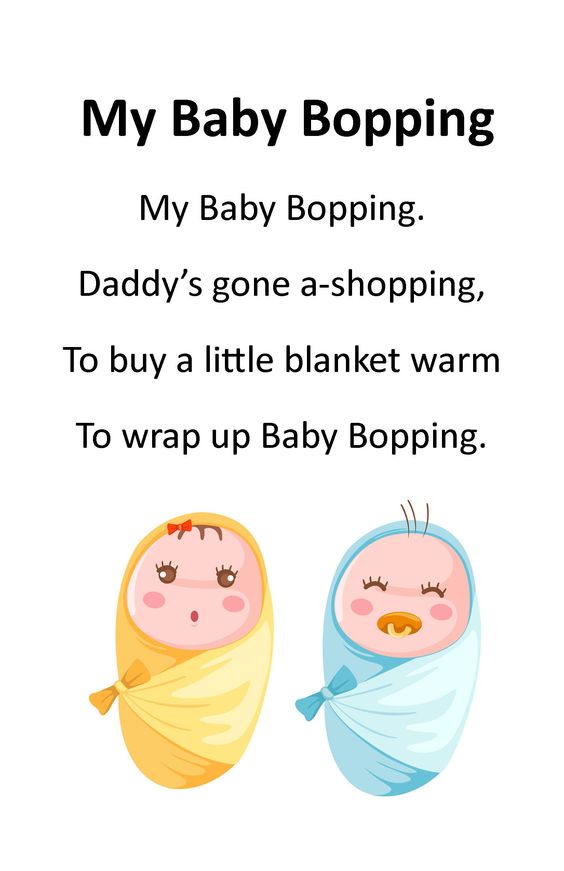 My Baby Bopping
My Baby Bopping.
Daddy’s gone a-shopping,
To buy a little blanket warm
To wrap up Baby Bopping.